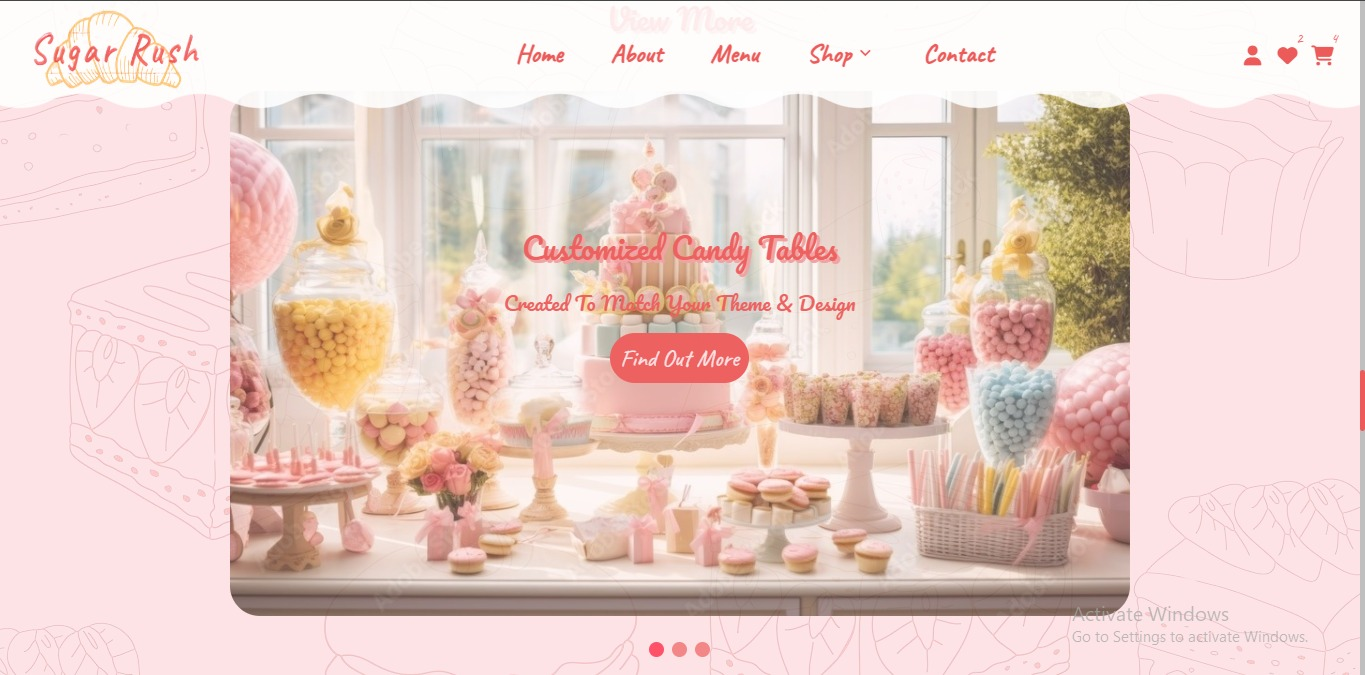 View More
Sugar Rush
Home About Menu Shop Contact
2 4
Customized Candy Tables
Created To Match Your Theme & Design
Find Out More
Activate Windows
Go to Settings to activate Windows.